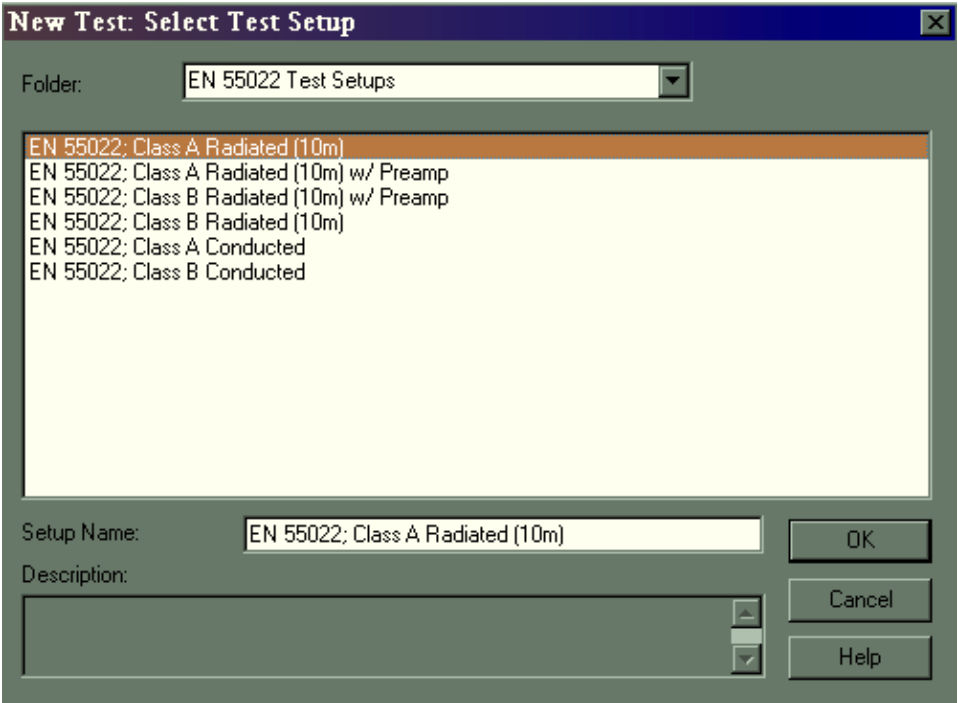 New Test: Select Test Setup
Folder: EN 55022 Test Setups
EN 55022; Class A Radiated (10m)
EN 55022; Class A Radiated (10m) w/ Preamp
EN 55022; Class B Radiated (10m) w/ Preamp
EN 55022; Class B Radiated (10m)
EN 55022; Class A Conducted
EN 55022; Class B Conducted
Setup Name: EN 55022; Class A Radiated (10m)
OK
Description:
Cancel
Help